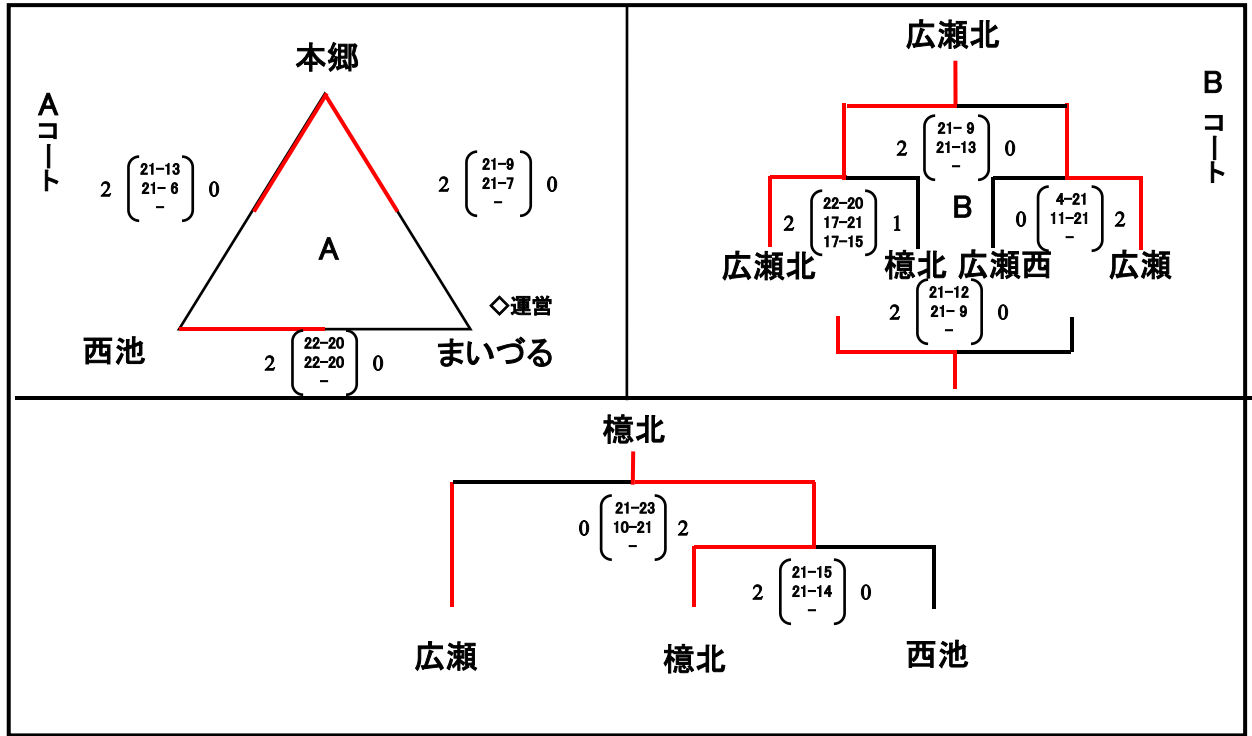 本郷
Aコート
2 21-13 0
21- 6
-
2 21-9 0
21-7
-
A
◇運営
西池
まいづる
2 22-20 0
22-20
-
広瀬北
Bコート
2 21- 9 0
21-13
-
B
2 22-20 1
17-21
17-15
0 4-21 2
11-21
-
広瀬北 檍北 広瀬西 広瀬
2 21-12 0
21- 9
-
檍北
0 21-23 2
10-21
-
2 21-15 0
21-14
-
広瀬 檍北 西池